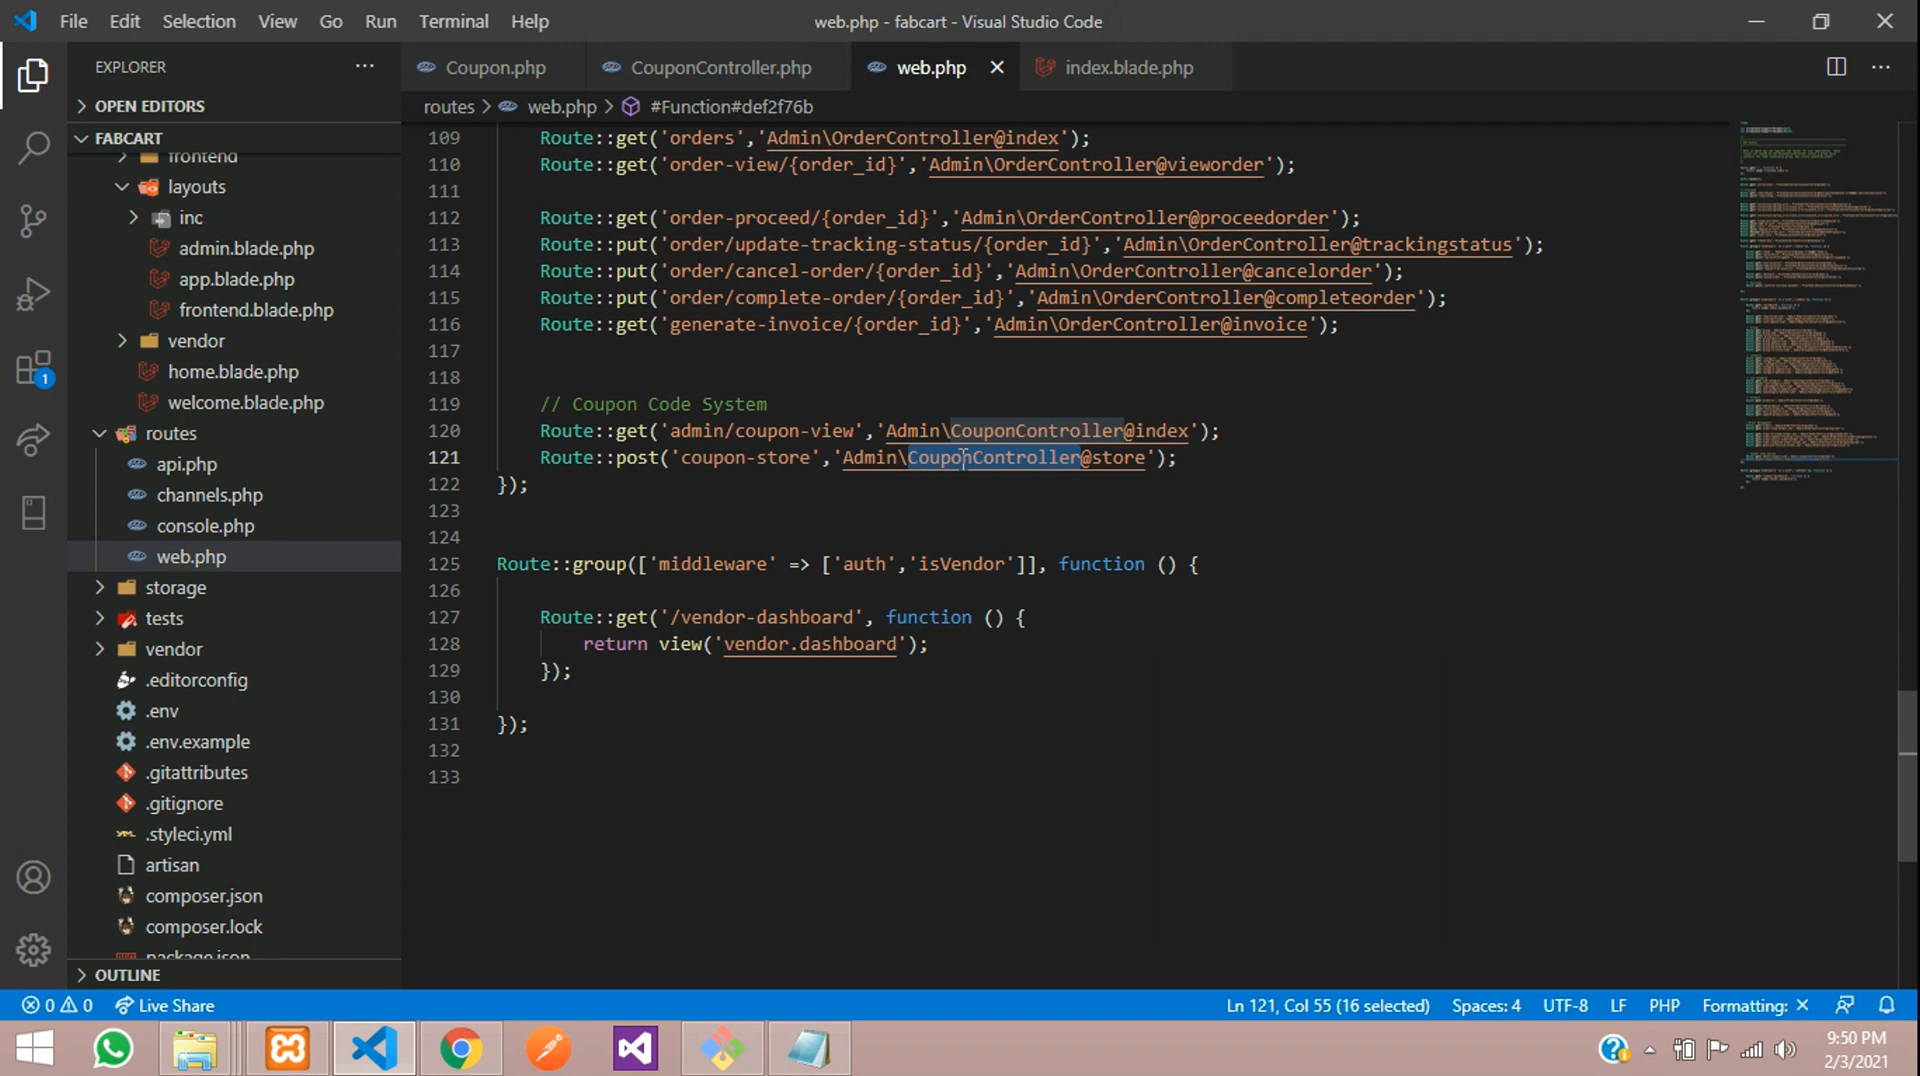 File Edit Selection View Go Run Terminal Help
web.php - fabcart - Visual Studio Code
EXPLORER
OPEN EDITORS
FABCART
frontend
layouts
inc
admin.blade.php
app.blade.php
frontend.blade.php
vendor
home.blade.php
welcome.blade.php
routes
api.php
channels.php
console.php
web.php
storage
tests
vendor
.editorconfig
.env
.env.example
.gitattributes
.gitignore
.styleci.yml
artisan
composer.json
composer.lock
package.json
OUTLINE
1
Coupon.php CouponController.php web.php index.blade.php
routes > web.php > #Function#def2f76b
109 Route::get('orders','Admin\OrderController@index');
110 Route::get('order-view/{order_id}','Admin\OrderController@vieworder');
111
112 Route::get('order-proceed/{order_id}','Admin\OrderController@proceedorder');
113 Route::put('order/update-tracking-status/{order_id}','Admin\OrderController@trackingstatus');
114 Route::put('order/cancel-order/{order_id}','Admin\OrderController@cancelorder');
115 Route::put('order/complete-order/{order_id}','Admin\OrderController@completeorder');
116 Route::get('generate-invoice/{order_id}','Admin\OrderController@invoice');
117
118
119 // Coupon Code System
120 Route::get('admin/coupon-view','Admin\CouponController@index');
121 Route::post('coupon-store','Admin\CouponController@store');
122 });
123
124
125 Route::group(['middleware' => ['auth','isVendor']], function () {
126
127 Route::get('/vendor-dashboard', function () {
128 return view('vendor.dashboard');
129 });
130
131 });
132
133
0 0 Live Share
Ln 121, Col 55 (16 selected) Spaces: 4 UTF-8 LF PHP Formatting: ×
9:50 PM
2/3/2021